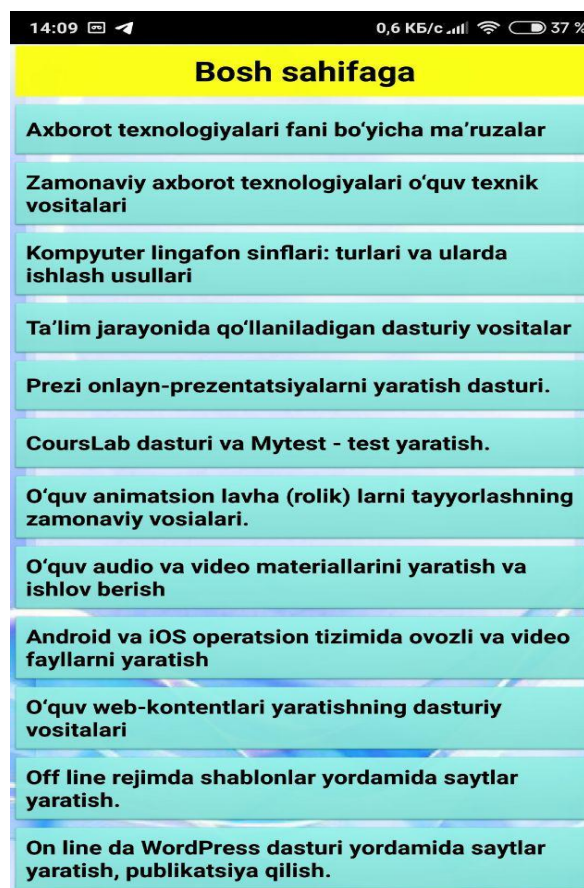 14:09 0,6 КБ/с 37 %
Bosh sahifaga
Axborot texnologiyalari fani bo‘yicha ma’ruzalar
Zamonaviy axborot texnologiyalari o‘quv texnik
vositalari
Kompyuter lingafon sinflari: turlari va ularda
ishlash usullari
Ta’lim jarayonida qo‘llaniladigan dasturiy vositalar
Prezi onlayn-prezentatsiyalarni yaratish dasturi.
CoursLab dasturi va Mytest - test yaratish.
O‘quv animatsion lavha (rolik) larni tayyorlashning
zamonaviy vosialari.
O‘quv audio va video materiallarini yaratish va
ishlov berish
Android va iOS operatsion tizimida ovozli va video
fayllarni yaratish
O‘quv web-kontentlari yaratishning dasturiy
vositalari
Off line rejimda shablonlar yordamida saytlar
yaratish.
On line da WordPress dasturi yordamida saytlar
yaratish, publikatsiya qilish.